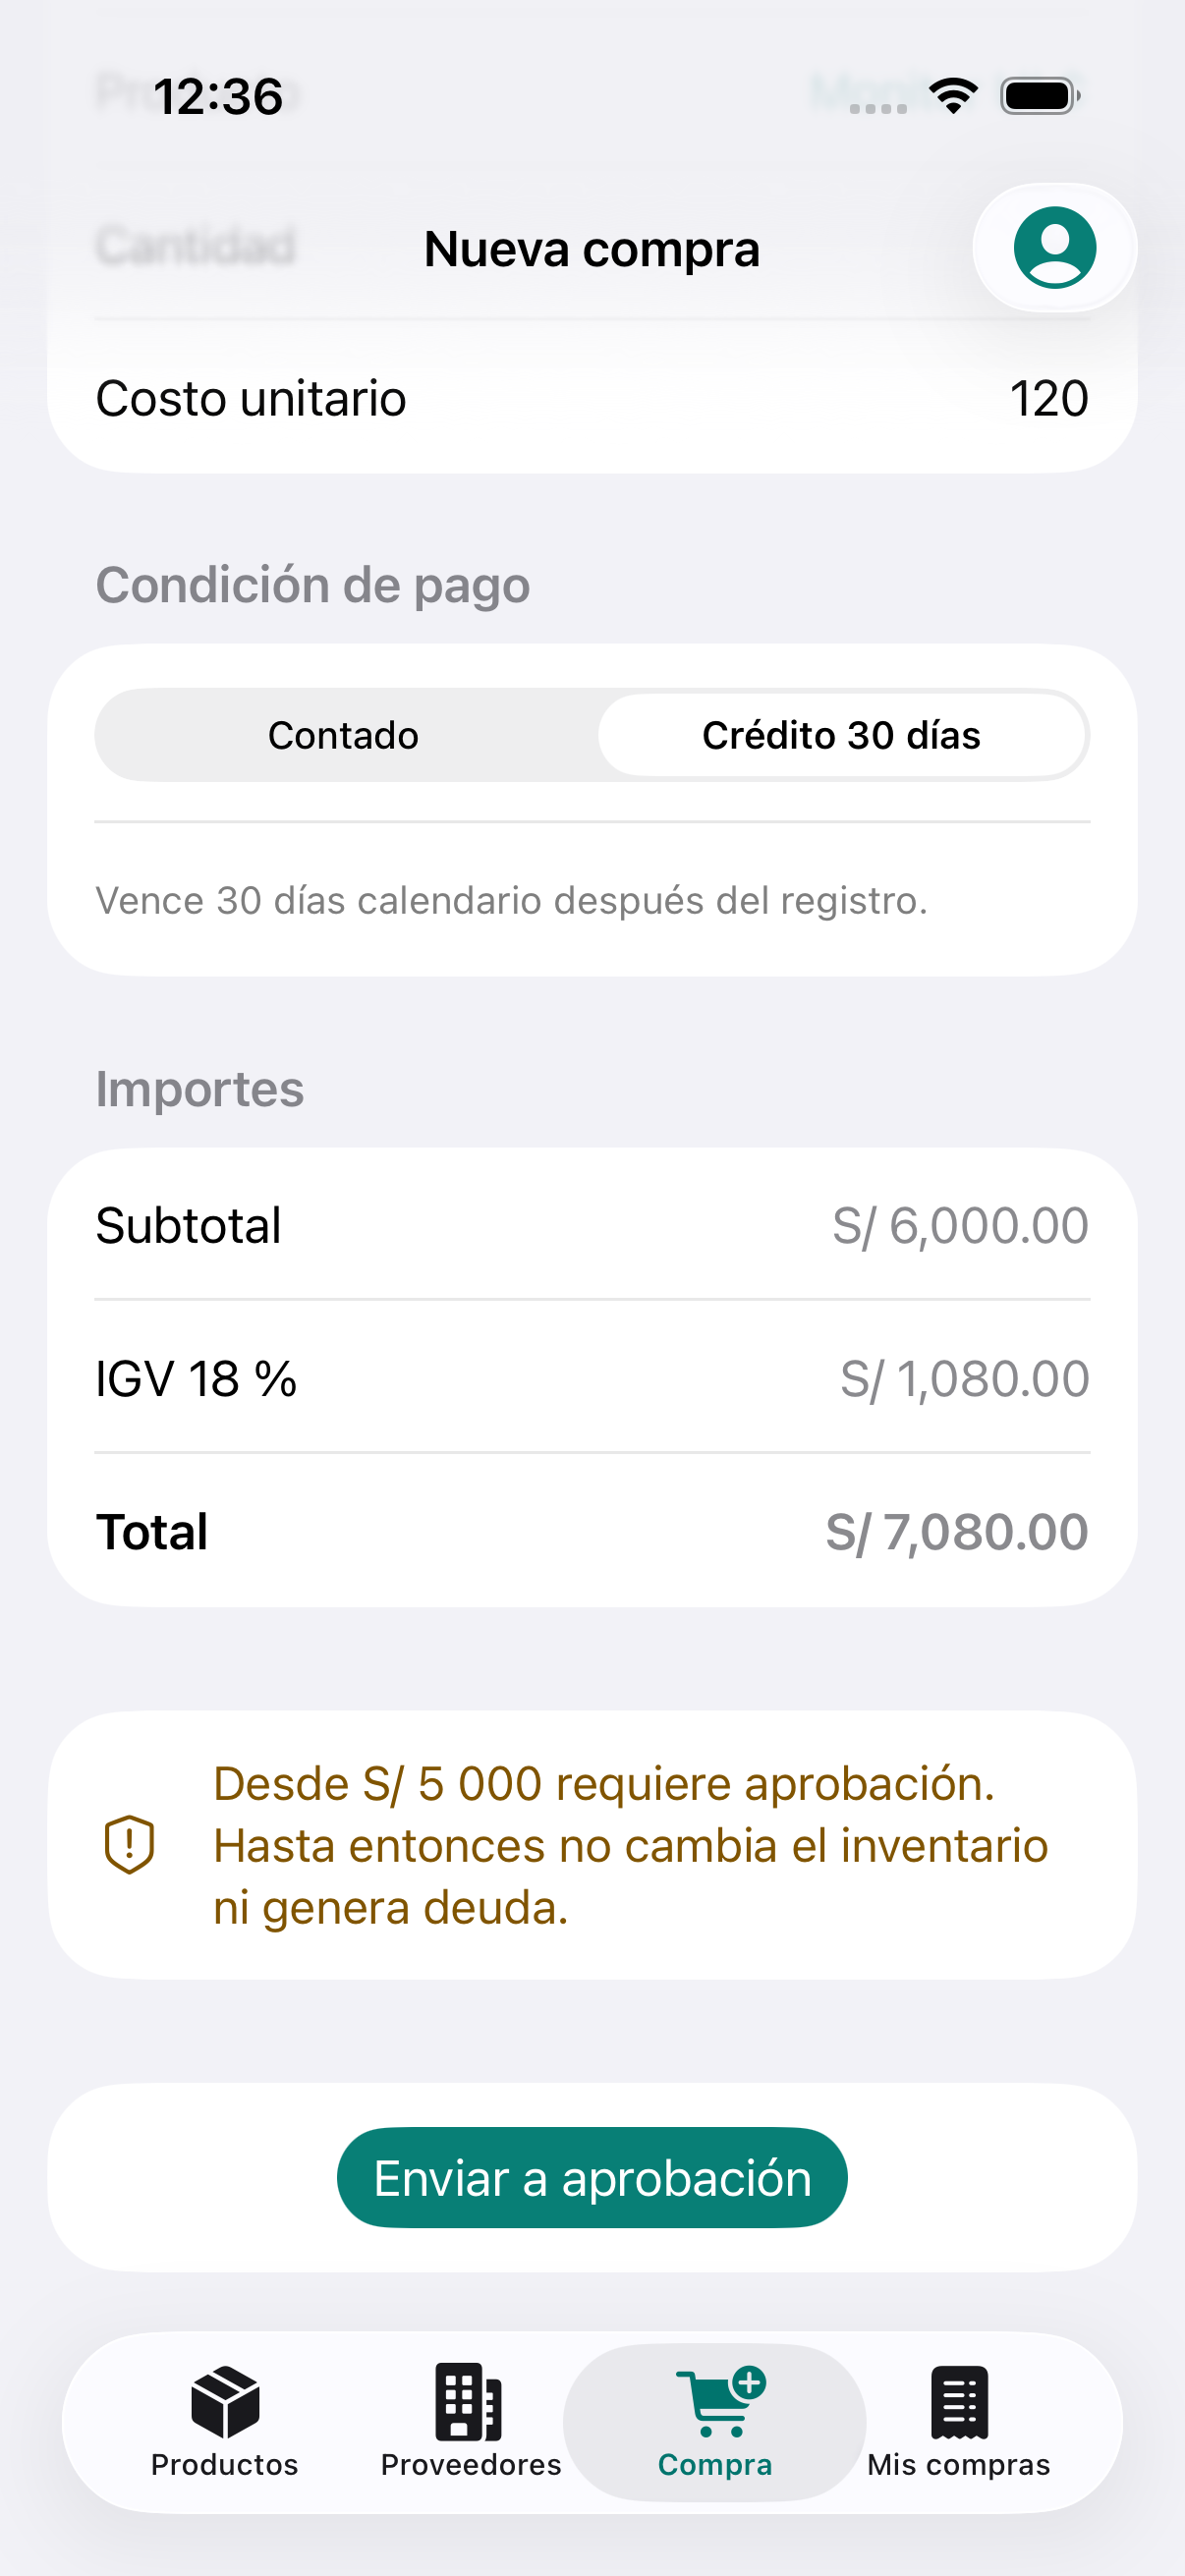 12:36
Cantidad
Nueva compra
Costo unitario 120
Condición de pago
Contado Crédito 30 días
Vence 30 días calendario después del registro.
Importes
Subtotal S/ 6,000.00
IGV 18 % S/ 1,080.00
Total S/ 7,080.00
Desde S/ 5 000 requiere aprobación.
Hasta entonces no cambia el inventario
ni genera deuda.
Enviar a aprobación
Productos Proveedores Compra Mis compras